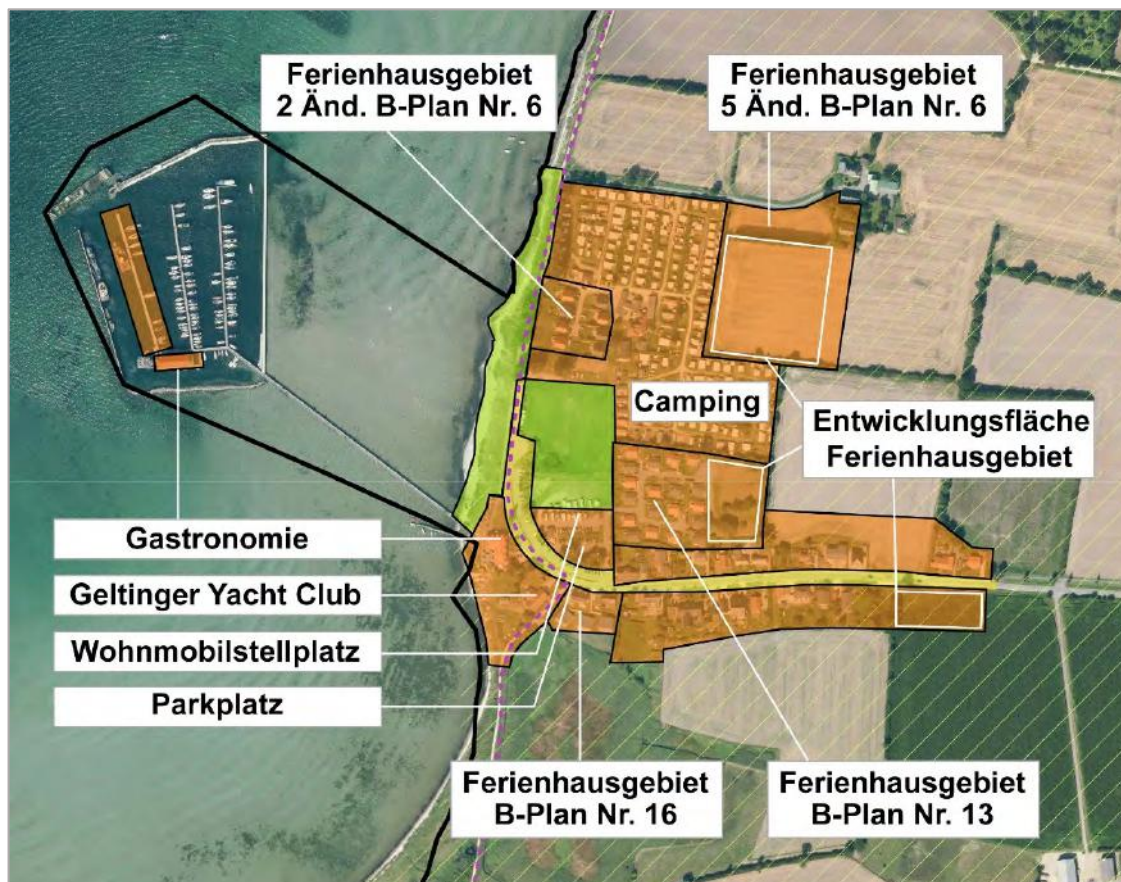 Ferienhausgebiet
2 Änd. B-Plan Nr. 6
Ferienhausgebiet
5 Änd. B-Plan Nr. 6
Camping
Entwicklungsfläche
Ferienhausgebiet
Gastronomie
Geltinger Yacht Club
Wohnmobilstellplatz
Parkplatz
Ferienhausgebiet
B-Plan Nr. 16
Ferienhausgebiet
B-Plan Nr. 13